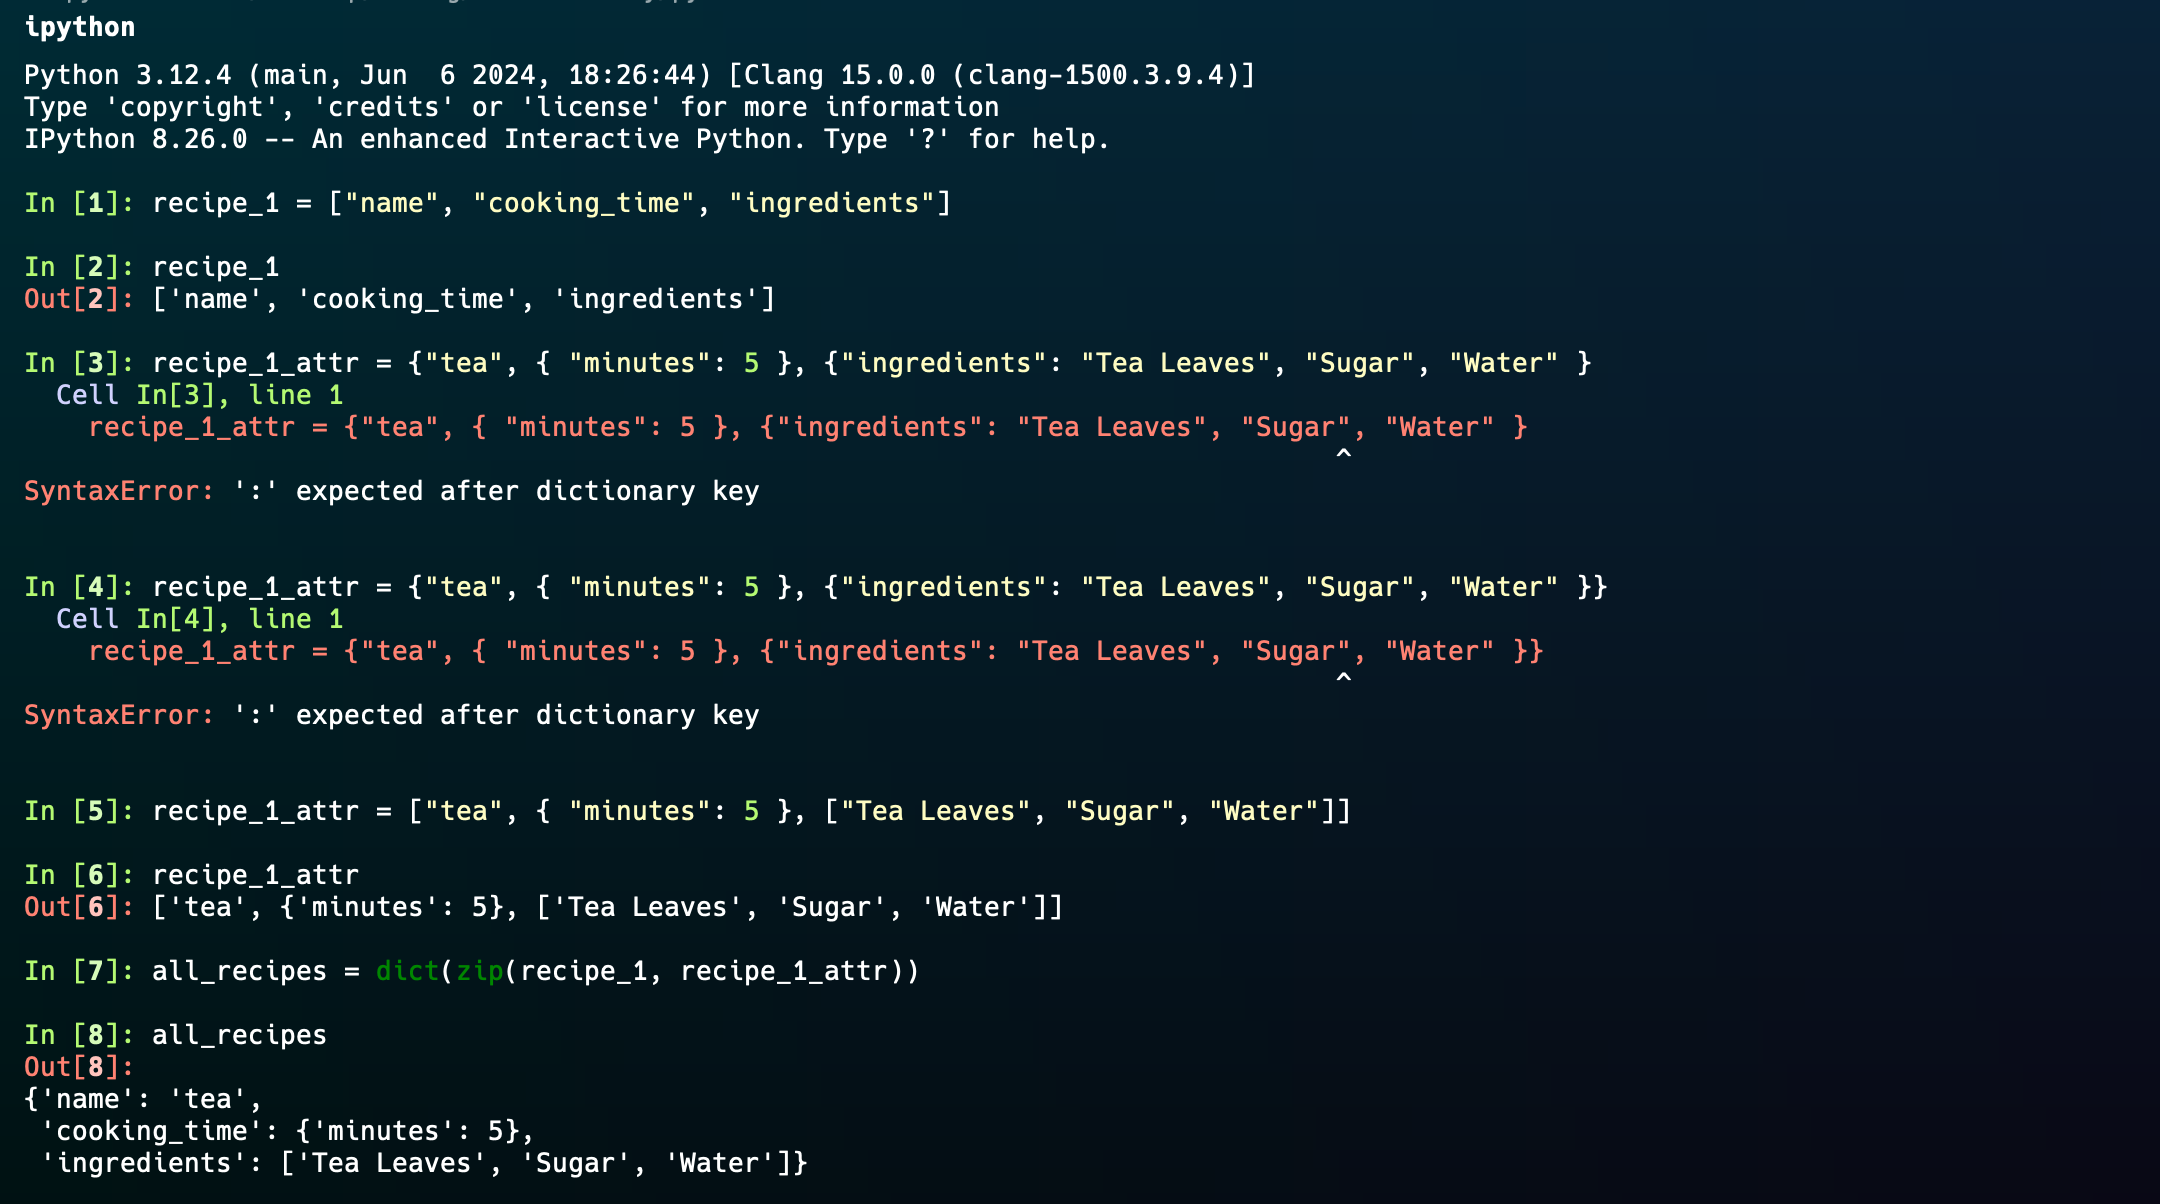 ipython
Python 3.12.4 (main, Jun  6 2024, 18:26:44) [Clang 15.0.0 (clang-1500.3.9.4)]
Type 'copyright', 'credits' or 'license' for more information
IPython 8.26.0 -- An enhanced Interactive Python. Type '?' for help.
In [1]: recipe_1 = ["name", "cooking_time", "ingredients"]
In [2]: recipe_1
Out[2]: ['name', 'cooking_time', 'ingredients']
In [3]: recipe_1_attr = {"tea", { "minutes": 5 }, {"ingredients": "Tea Leaves", "Sugar", "Water" }
  Cell In[3], line 1
    recipe_1_attr = {"tea", { "minutes": 5 }, {"ingredients": "Tea Leaves", "Sugar", "Water" }
                                                                                  ^
SyntaxError: ':' expected after dictionary key
In [4]: recipe_1_attr = {"tea", { "minutes": 5 }, {"ingredients": "Tea Leaves", "Sugar", "Water" }}
  Cell In[4], line 1
    recipe_1_attr = {"tea", { "minutes": 5 }, {"ingredients": "Tea Leaves", "Sugar", "Water" }}
                                                                                  ^
SyntaxError: ':' expected after dictionary key
In [5]: recipe_1_attr = ["tea", { "minutes": 5 }, ["Tea Leaves", "Sugar", "Water"]]
In [6]: recipe_1_attr
Out[6]: ['tea', {'minutes': 5}, ['Tea Leaves', 'Sugar', 'Water']]
In [7]: all_recipes = dict(zip(recipe_1, recipe_1_attr))
In [8]: all_recipes
Out[8]:
{'name': 'tea',
 'cooking_time': {'minutes': 5},
 'ingredients': ['Tea Leaves', 'Sugar', 'Water']}